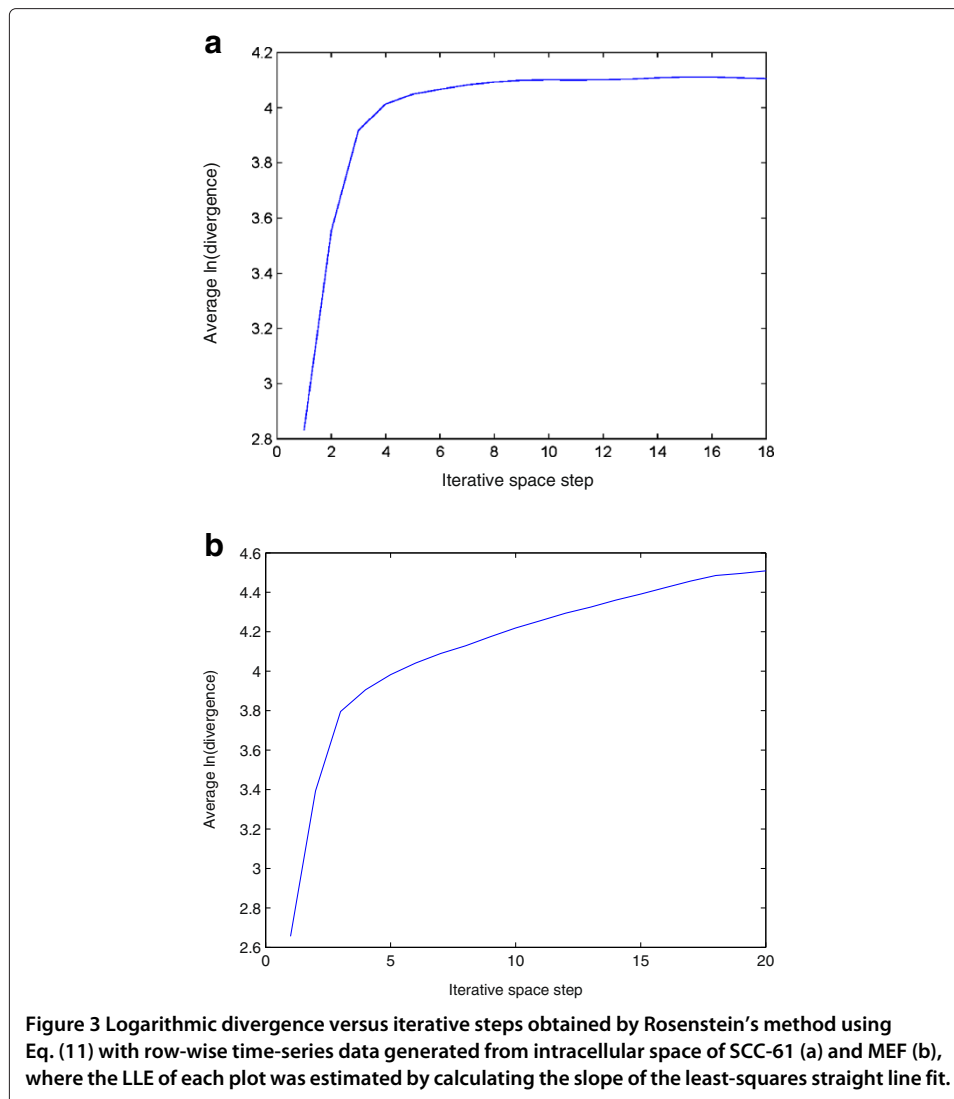 a
4.2
4
3.8
3.6
3.4
3.2
3
2.8
Average ln(divergence)
0 2 4 6 8 10 12 14 16 18
Iterative space step
b
4.6
4.4
4.2
4
3.8
3.6
3.4
3.2
3
2.8
2.6
Average ln(divergence)
0 5 10 15 20
Iterative space step
Figure 3 Logarithmic divergence versus iterative steps obtained by Rosenstein’s method using
Eq. (11) with row-wise time-series data generated from intracellular space of SCC-61 (a) and MEF (b),
where the LLE of each plot was estimated by calculating the slope of the least-squares straight line fit.